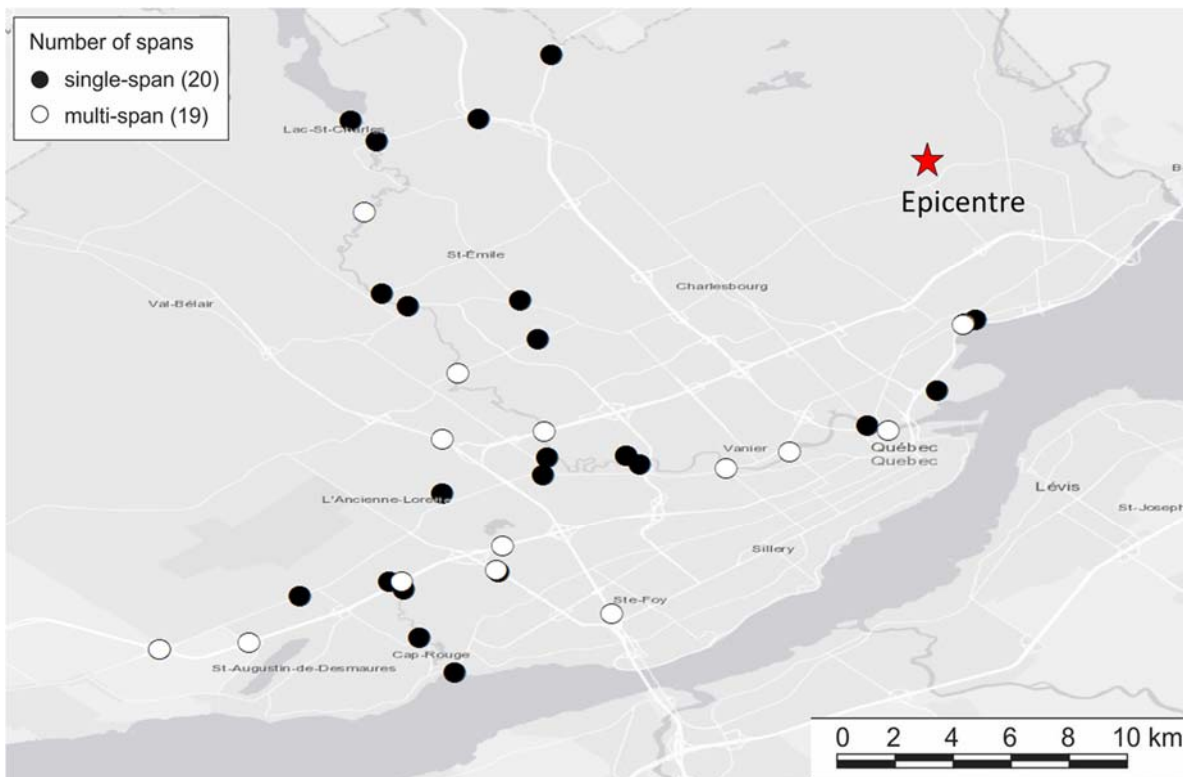 Number of spans
single-span (20)
multi-span (19)
Lac-St-Charles
Epicentre
B
St-Émile
Charlesbourg
Val-Bélair
Vanier
Québec
Quebec
L'Ancienne-Lorette
Lévis
St-Joseph
Sillery
Ste-Foy
Cap-Rouge
St-Augustin-de-Desmaures
0 2 4 6 8 10 km